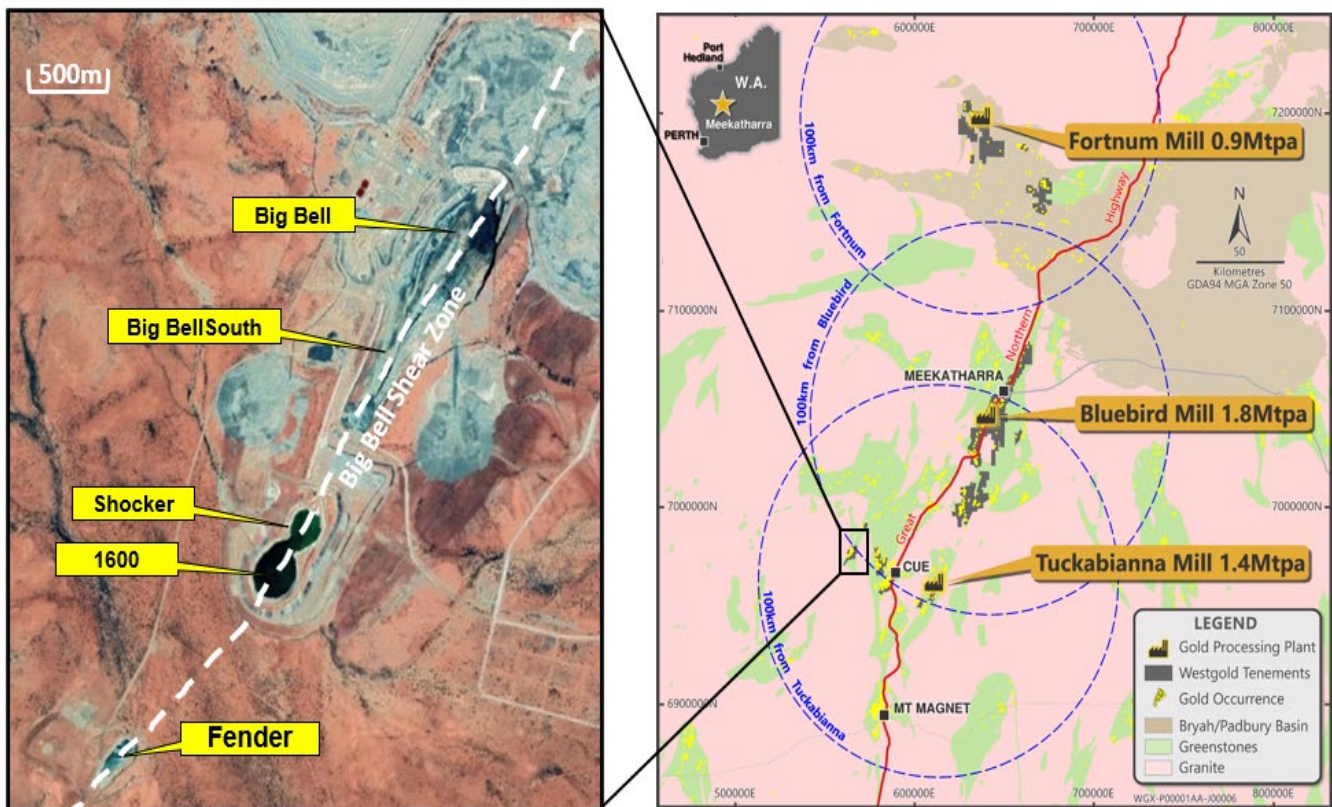 500m
Big Bell
Big BellSouth
Big Bell Shear Zone
Shocker
1600
Fender
600000E
700000E
800000E
Port
Hedland
W.A.
Meekatharra
PERTH
7200000N
7200000N
Fortnum Mill 0.9Mtpa
100km from Fortnum
Highway
N
50
Kilometres
GDA94 MGA Zone 50
100km from Bluebird
7100000N
7100000N
Northern
MEEKATHARRA
Bluebird Mill 1.8Mtpa
7000000N
7000000N
Great
CUE
Tuckabianna Mill 1.4Mtpa
100km from Tuckabianna
6900000N
MT MAGNET
LEGEND
Gold Processing Plant
Westgold Tenements
Gold Occurrence
Bryah/Padbury Basin
Greenstones
Granite
500000E
600000E
700000E
WGX-P00001AA-J00006
800000E